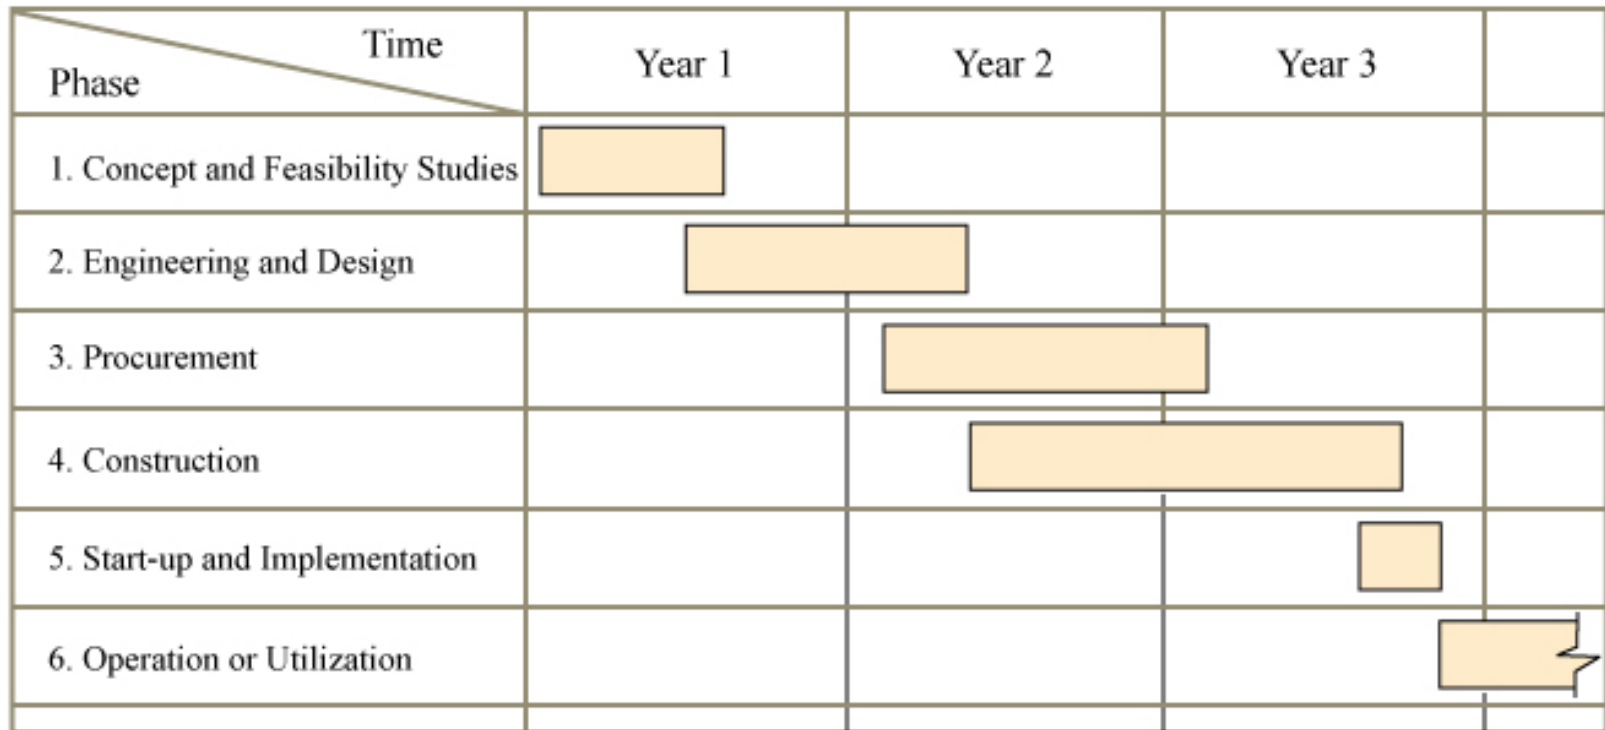 Time
Phase
Year 1
Year 2
Year 3
1. Concept and Feasibility Studies
2. Engineering and Design
3. Procurement
4. Construction
5. Start-up and Implementation
6. Operation or Utilization